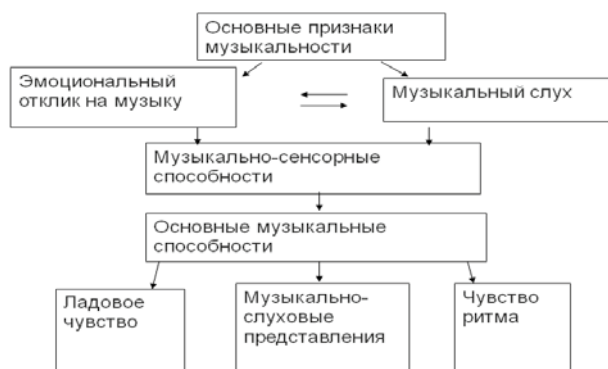 Основные признаки
музыкальности
Эмоциональный
отклик на музыку
Музыкальный слух
Музыкально-сенсорные
способности
Основные музыкальные
способности
Ладовое
чувство
Музыкально-
слуховые
представления
Чувство
ритма